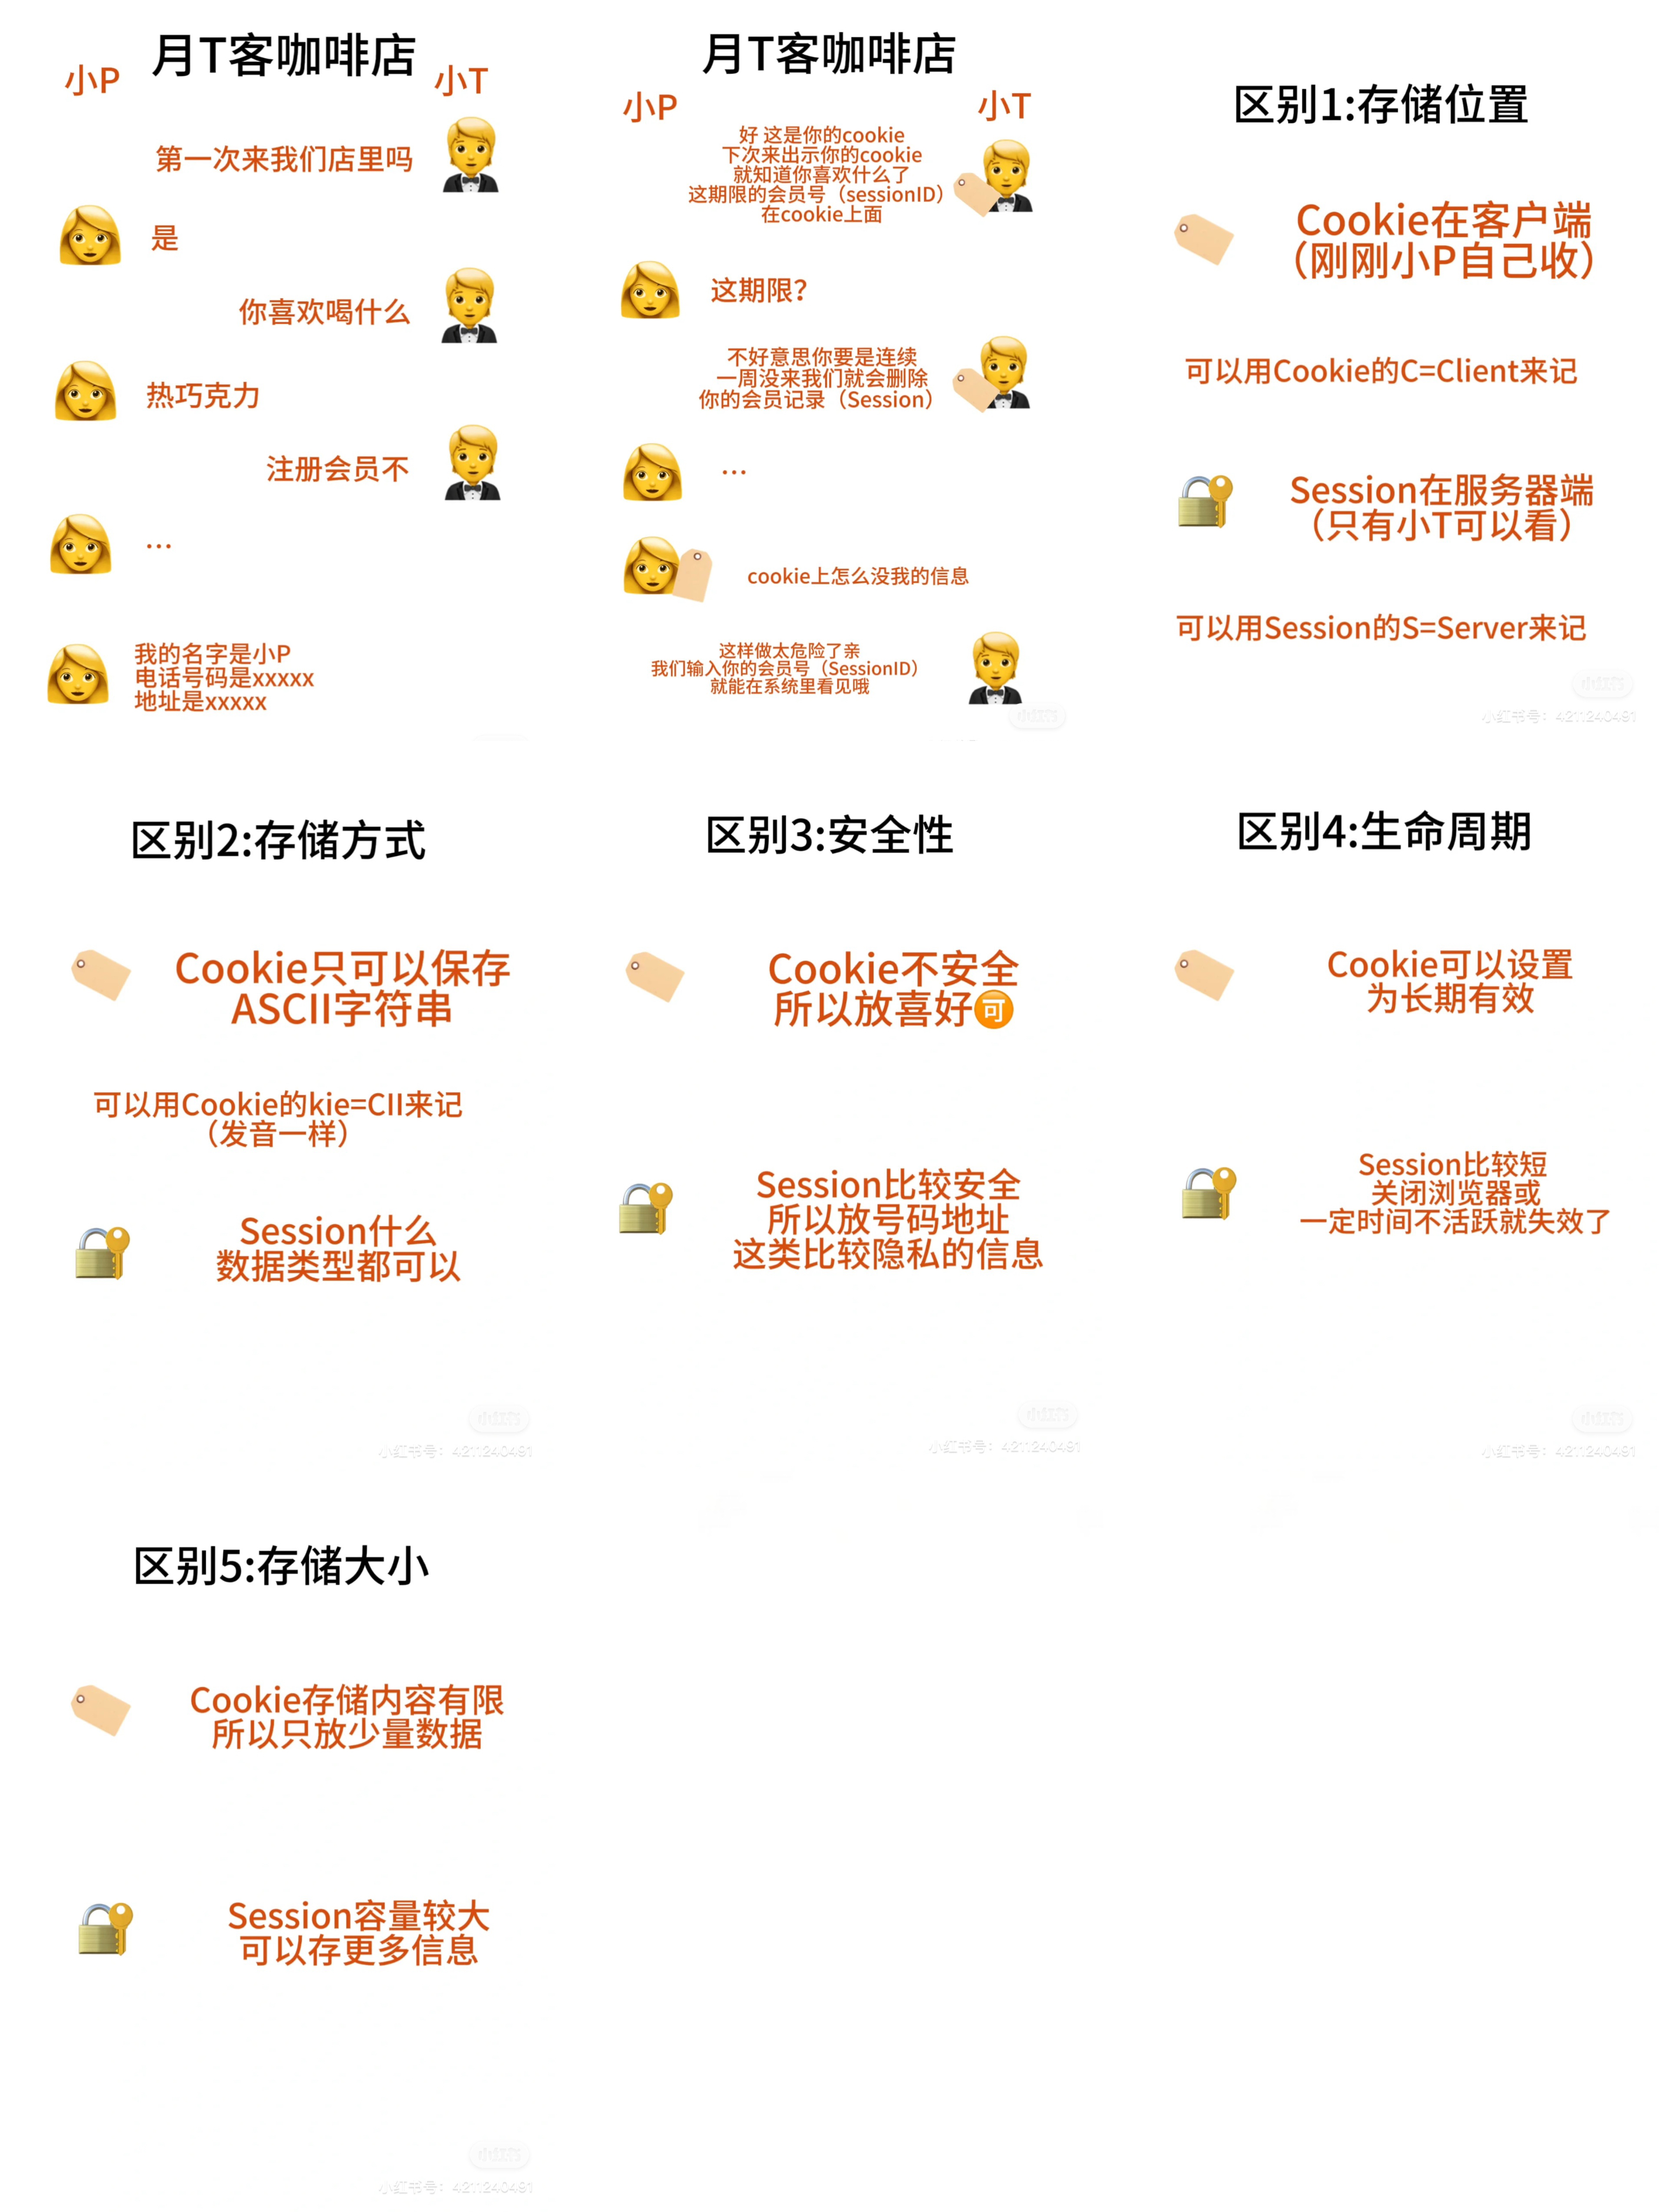 月T客咖啡店
小P
小T
第一次来我们店里吗
是
你喜欢喝什么
热巧克力
注册会员不
...
我的名字是小P
电话号码是xxxxx
地址是xxxxx
月T客咖啡店
小P
小T
好 这是你的cookie
下次来出示你的cookie
就知道你喜欢什么了
这期限的会员号（sessionID）
在cookie上面
这期限？
不好意思你要是连续
一周没来我们就会删除
你的会员记录（Session）
...
cookie上怎么没我的信息
这样做太危险了亲
我们输入你的会员号（SessionID）
就能在系统里看见哦
小红书
区别1:存储位置
Cookie在客户端
（刚刚小P自己收）
可以用Cookie的C=Client来记
Session在服务器端
（只有小T可以看）
可以用Session的S=Server来记
小红书
小红书号：4211240491
区别2:存储方式
Cookie只可以保存
ASCII字符串
可以用Cookie的kie=CII来记
（发音一样）
Session什么
数据类型都可以
小红书
小红书号：4211240491
区别3:安全性
Cookie不安全
所以放喜好🉑
Session比较安全
所以放号码地址
这类比较隐私的信息
小红书
小红书号：4211240491
区别4:生命周期
Cookie可以设置
为长期有效
Session比较短
关闭浏览器或
一定时间不活跃就失效了
小红书
小红书号：4211240491
区别5:存储大小
Cookie存储内容有限
所以只放少量数据
Session容量较大
可以存更多信息
小红书
小红书号：4211240491